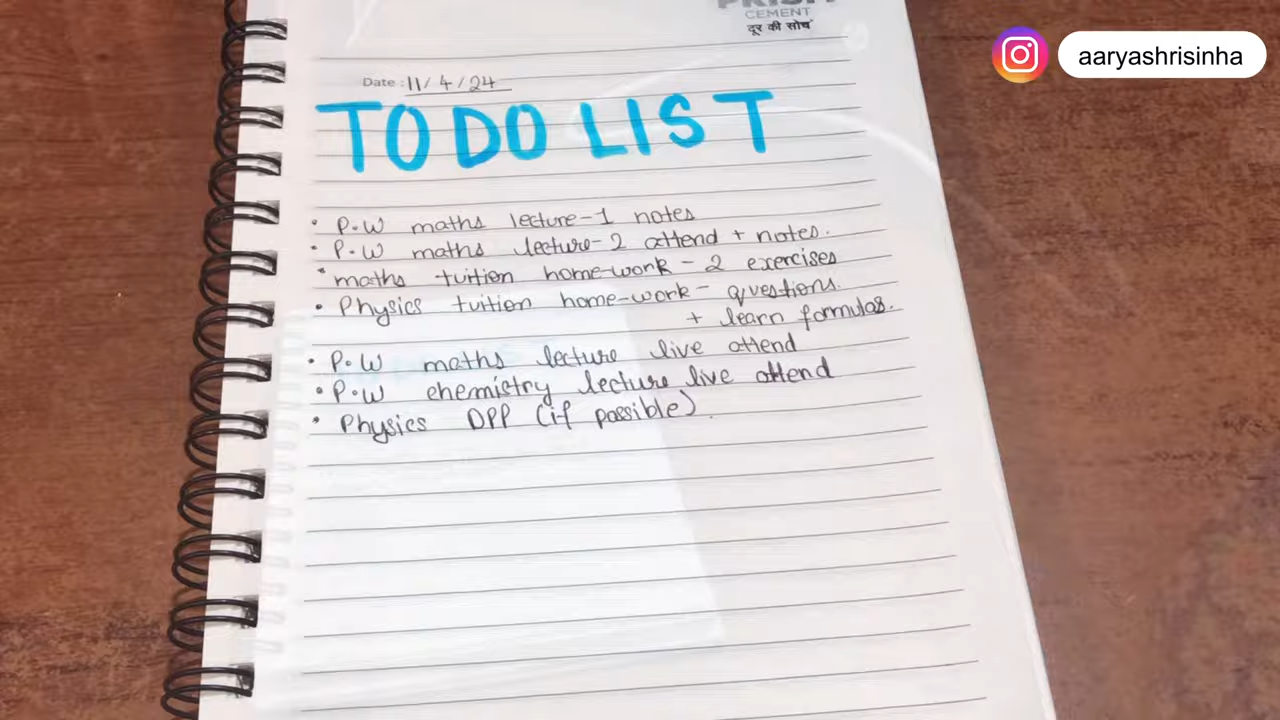 PRISM
CEMENT
दूर की सोच
aaryashrisinha
Date : 11/4/24
TO DO LIST
• P.W maths lecture-1 notes
• P.W maths lecture-2 attend + notes.
• maths tuition home-work - 2 exercises
• Physics tuition home-work - questions.
+ learn formulas.
• P.W maths lecture live attend
• P.W chemistry lecture live attend
• Physics DPP (if possible).